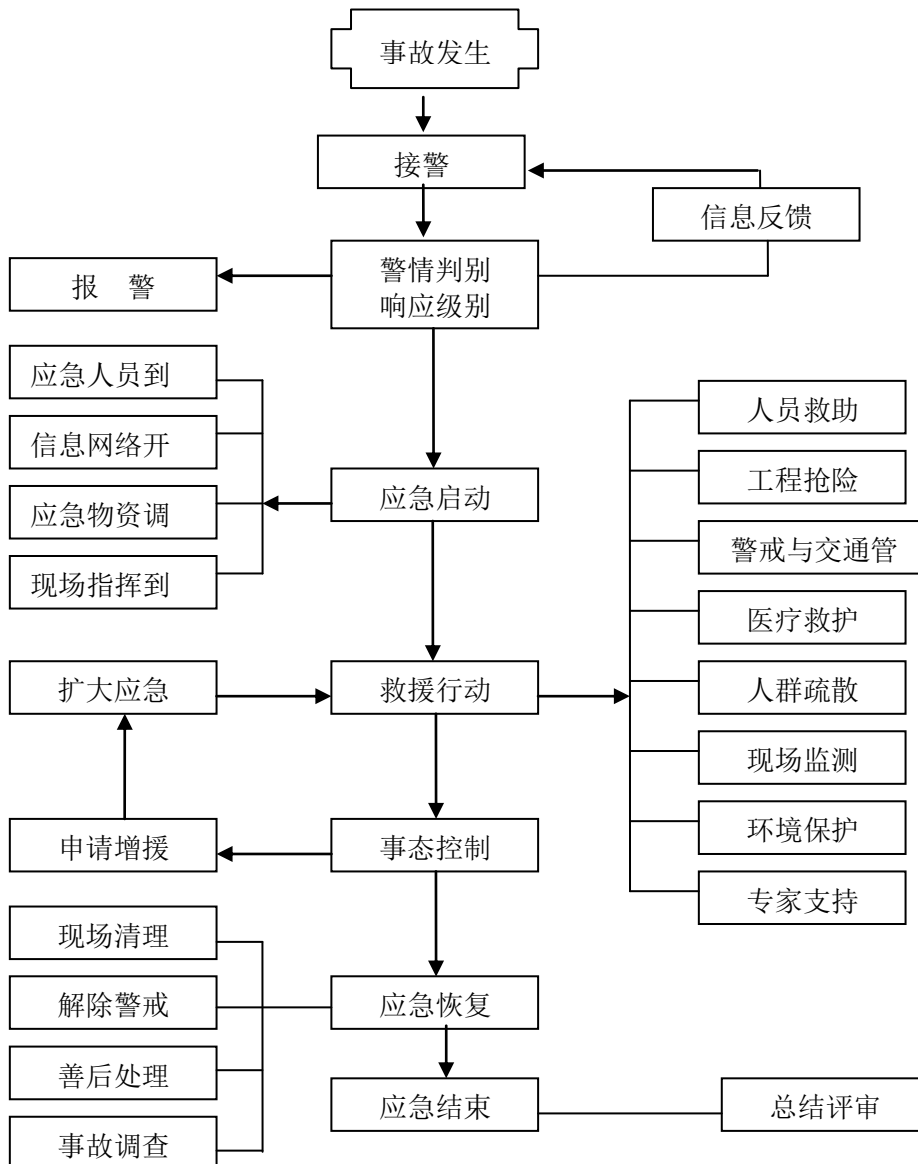 事故发生
接警
信息反馈
警情判别
响应级别
报　警
应急人员到
信息网络开
应急物资调
现场指挥到
应急启动
人员救助
工程抢险
警戒与交通管
医疗救护
人群疏散
现场监测
环境保护
专家支持
扩大应急
救援行动
申请增援
事态控制
现场清理
解除警戒
善后处理
事故调查
应急恢复
应急结束
总结评审